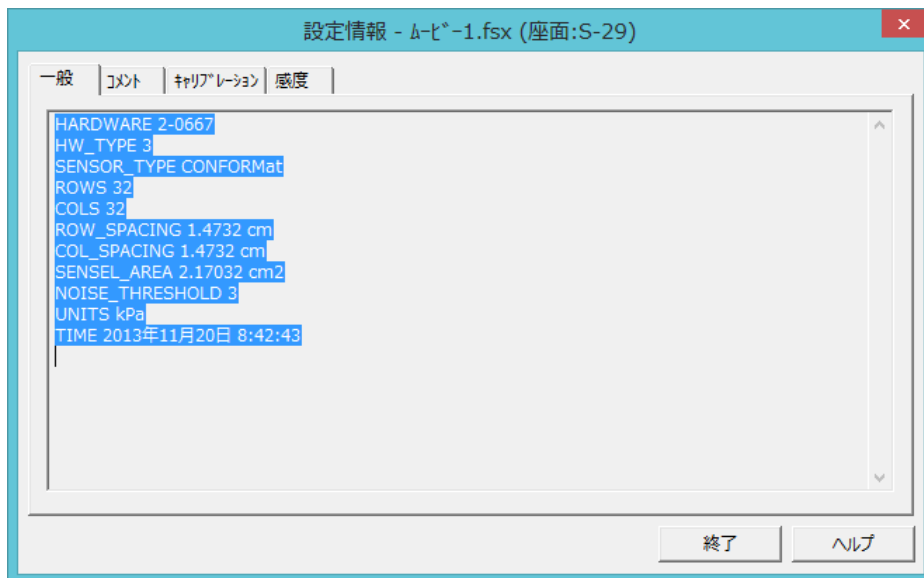 設定情報 - ﾑｰﾋﾞｰ1.fsx (座面:S-29)
一般 ｺﾒﾝﾄ ｷｬﾘﾌﾞﾚｰｼｮﾝ 感度
HARDWARE 2-0667
HW_TYPE 3
SENSOR_TYPE CONFORMat
ROWS 32
COLS 32
ROW_SPACING 1.4732 cm
COL_SPACING 1.4732 cm
SENSEL_AREA 2.17032 cm2
NOISE_THRESHOLD 3
UNITS kPa
TIME 2013年11月20日 8:42:43
終了 ヘルプ